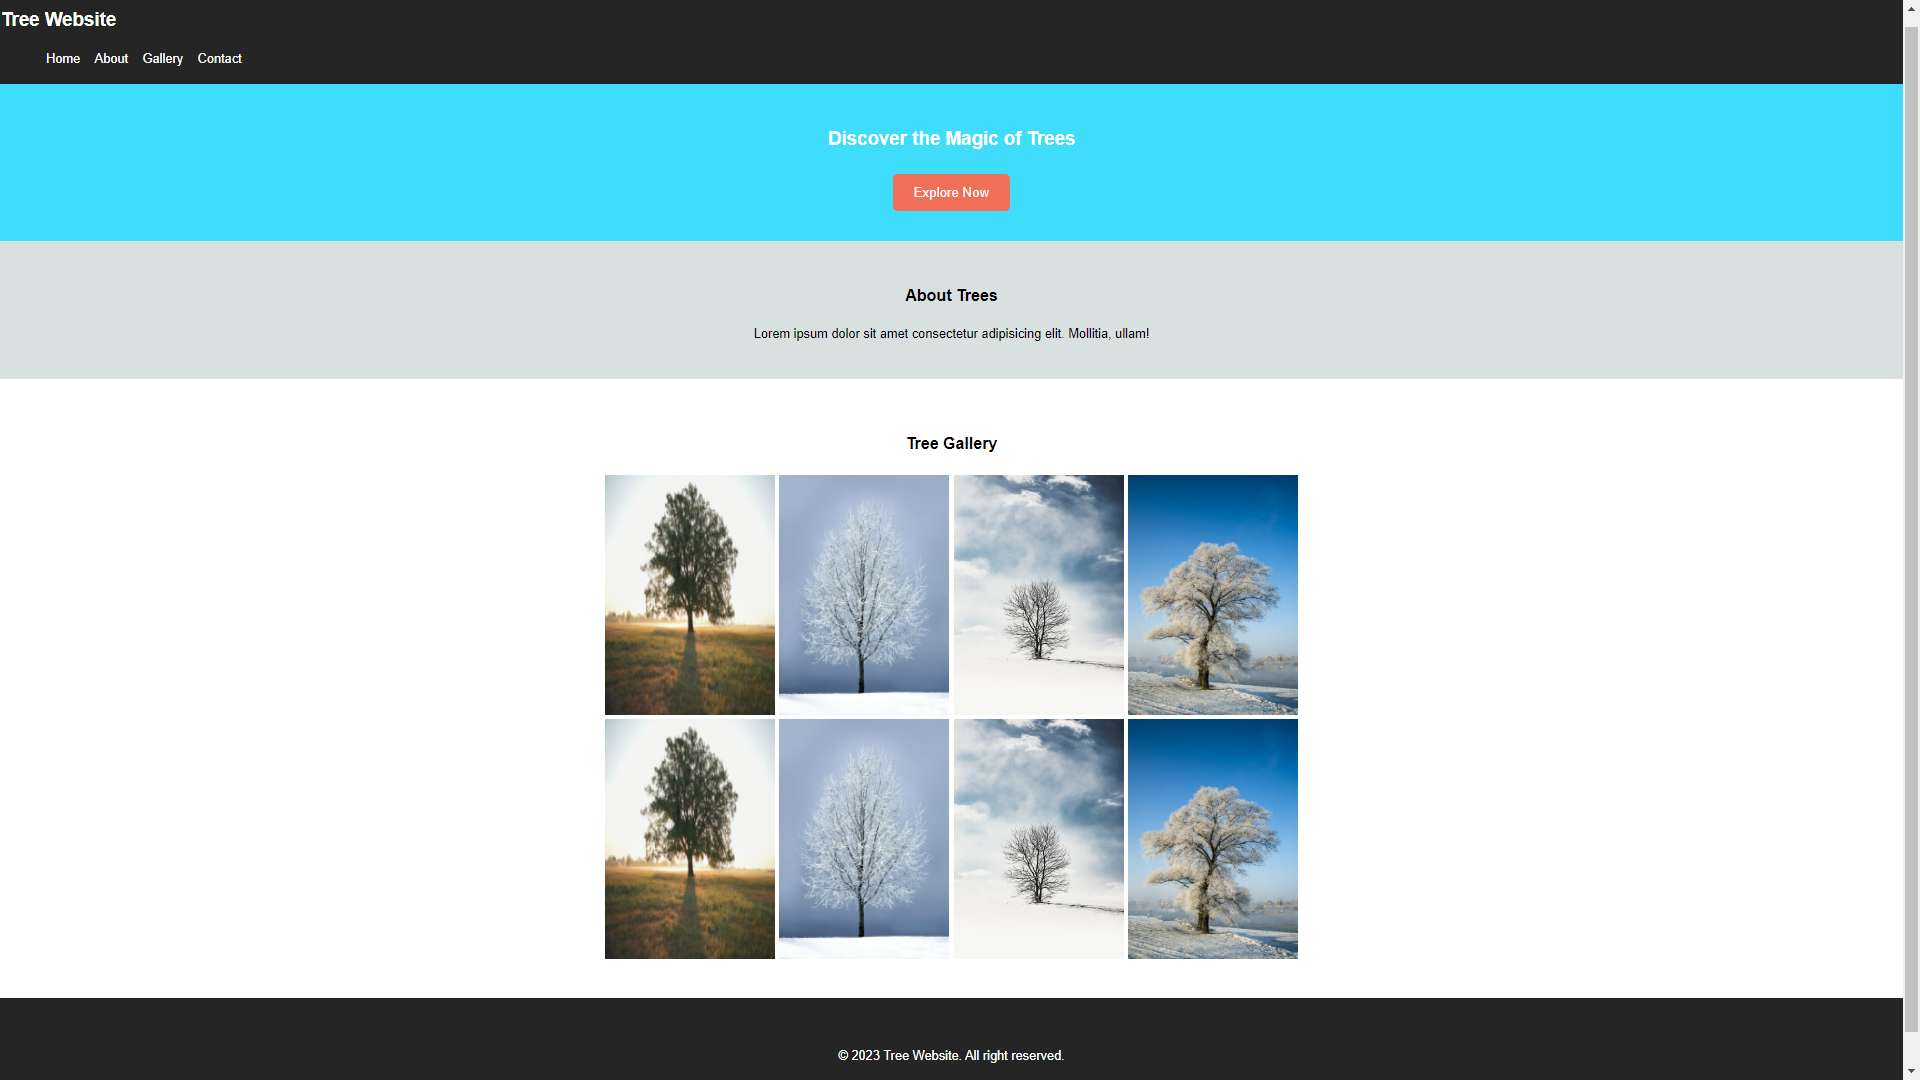 Tree Website
Home About Gallery Contact
Discover the Magic of Trees
Explore Now
About Trees
Lorem ipsum dolor sit amet consectetur adipisicing elit. Mollitia, ullam!
Tree Gallery
© 2023 Tree Website. All right reserved.